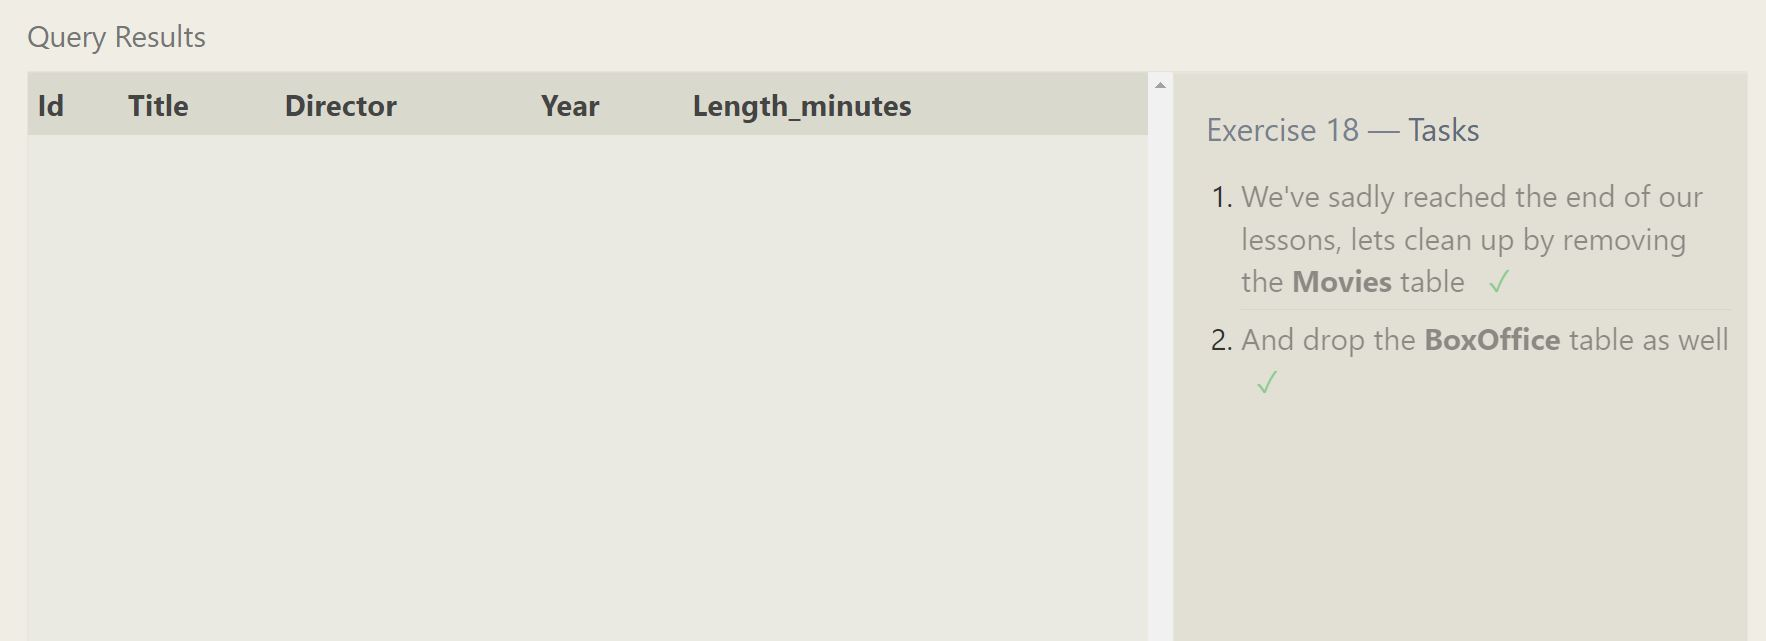 Query Results
Id Title Director Year Length_minutes
Exercise 18 — Tasks
1. We've sadly reached the end of our
lessons, lets clean up by removing
the Movies table ✓
2. And drop the BoxOffice table as well
✓